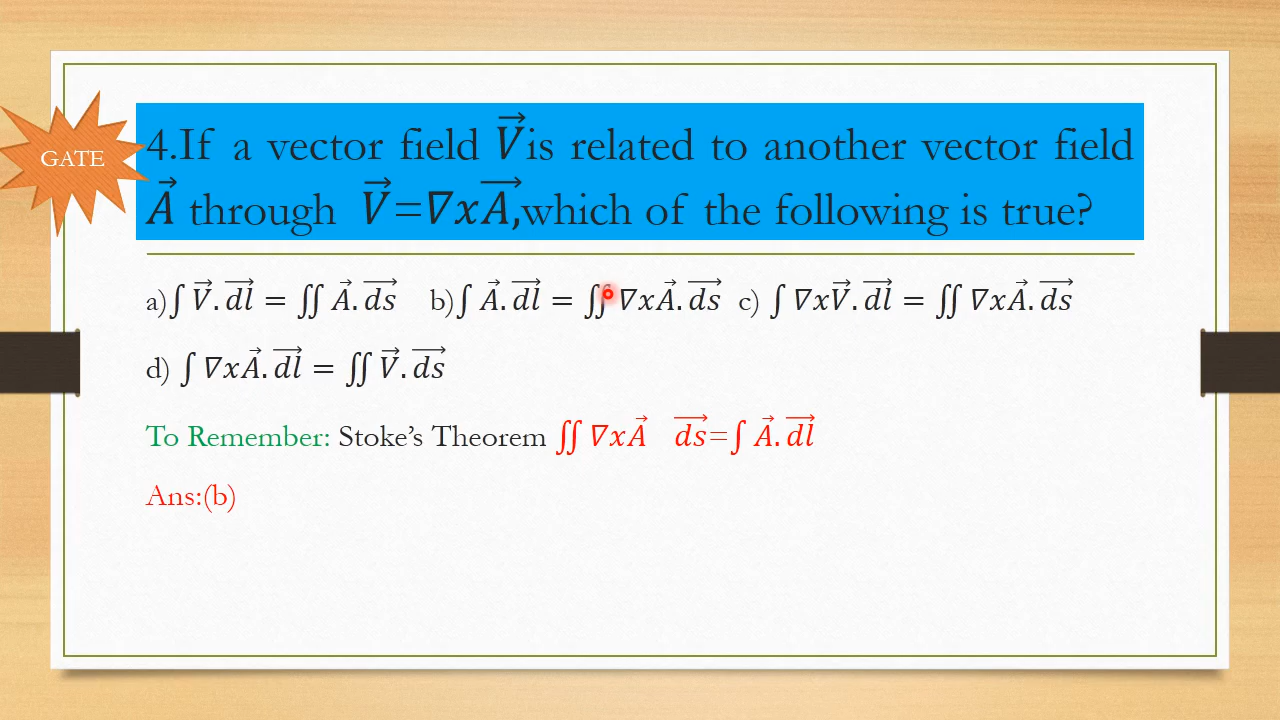 GATE
4.If a vector field V⃗ is related to another vector field
A⃗ through V⃗=∇xA⃗,which of the following is true?
a)∫ V⃗.dl⃗ = ∬ A⃗.ds⃗ b)∫ A⃗.dl⃗ = ∬ ∇xA⃗.ds⃗ c) ∫ ∇xV⃗.dl⃗ = ∬ ∇xA⃗.ds⃗
d) ∫ ∇xA⃗.dl⃗ = ∬ V⃗.ds⃗
To Remember: Stoke’s Theorem ∬ ∇xA⃗ ds⃗=∫ A⃗.dl⃗
Ans:(b)